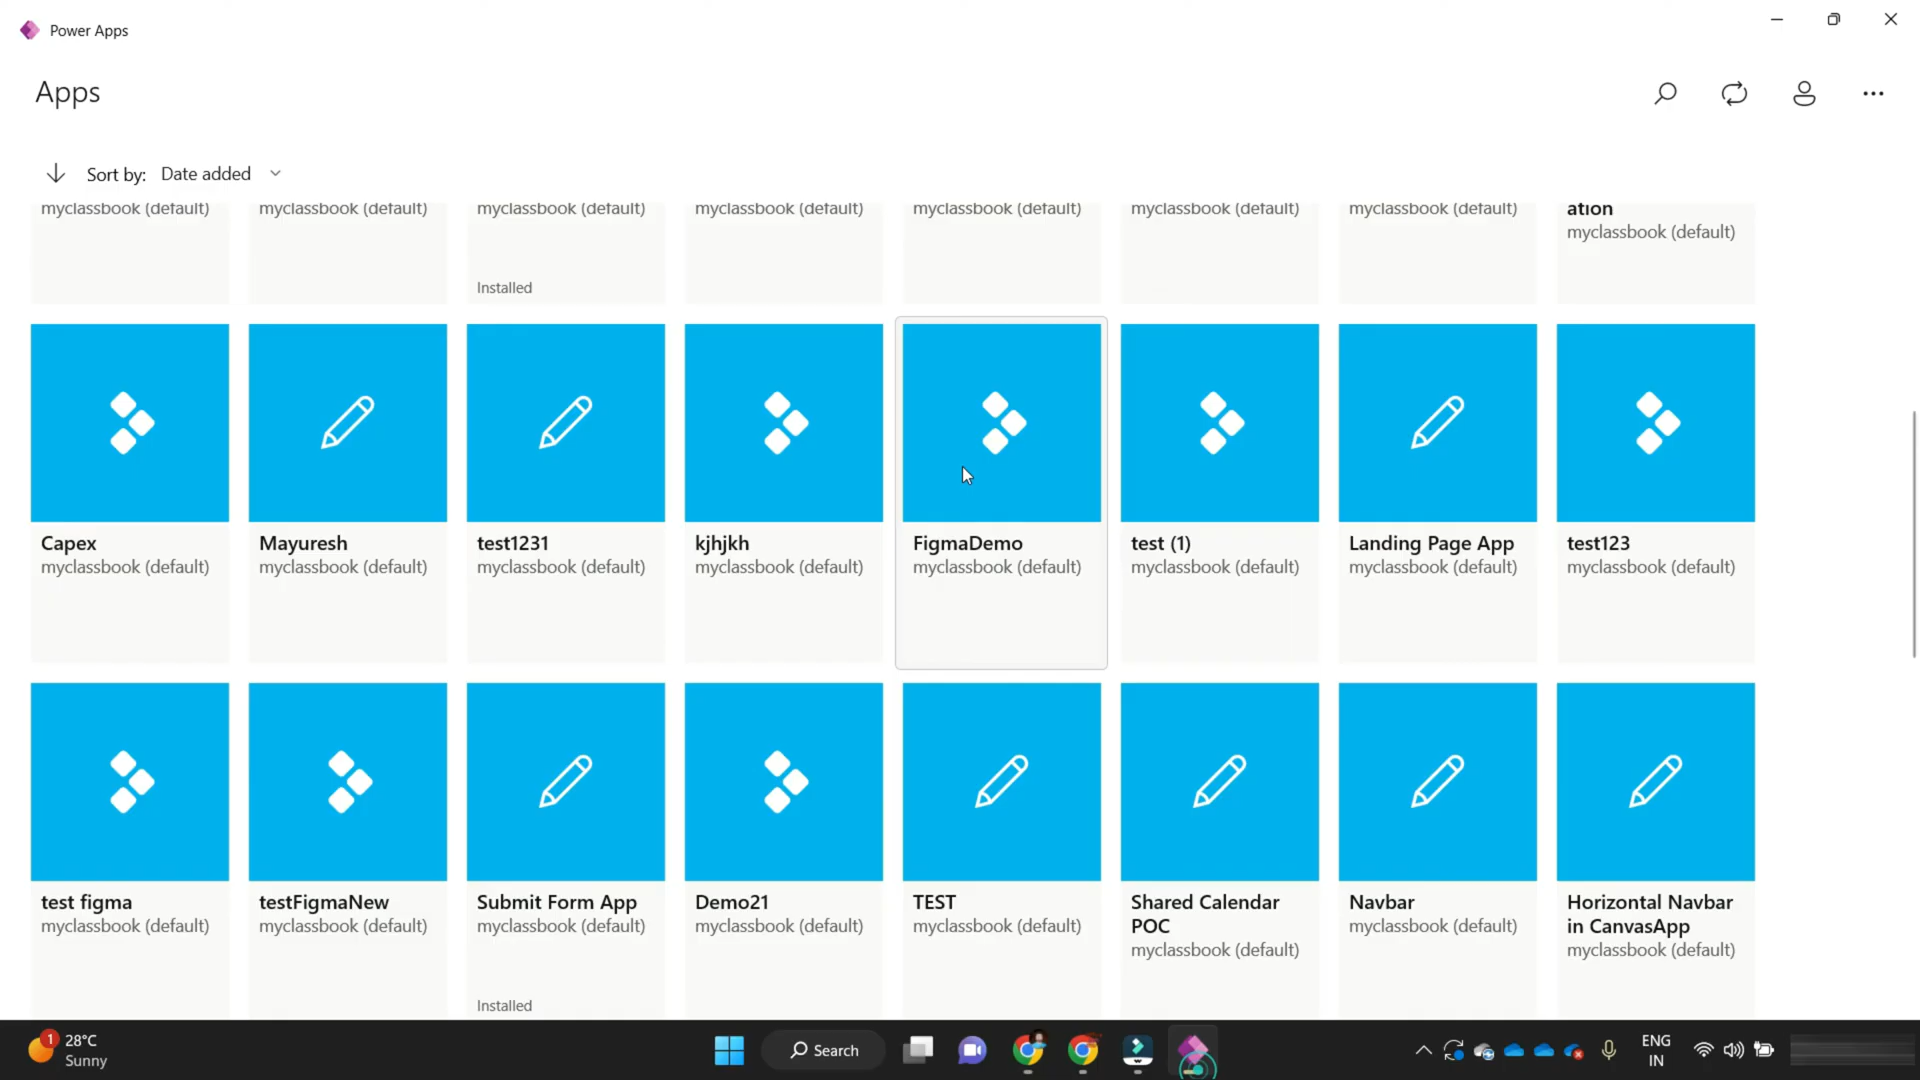 Power Apps
Apps
Sort by: Date added
myclassbook (default)
myclassbook (default)
myclassbook (default)
myclassbook (default)
myclassbook (default)
myclassbook (default)
myclassbook (default)
ation
myclassbook (default)
Installed
Capex
myclassbook (default)
Mayuresh
myclassbook (default)
test1231
myclassbook (default)
kjhjkh
myclassbook (default)
FigmaDemo
myclassbook (default)
test (1)
myclassbook (default)
Landing Page App
myclassbook (default)
test123
myclassbook (default)
test figma
myclassbook (default)
testFigmaNew
myclassbook (default)
Submit Form App
myclassbook (default)
Installed
Demo21
myclassbook (default)
TEST
myclassbook (default)
Shared Calendar
POC
myclassbook (default)
Navbar
myclassbook (default)
Horizontal Navbar
in CanvasApp
myclassbook (default)
1
28°C
Sunny
Search
ENG
IN